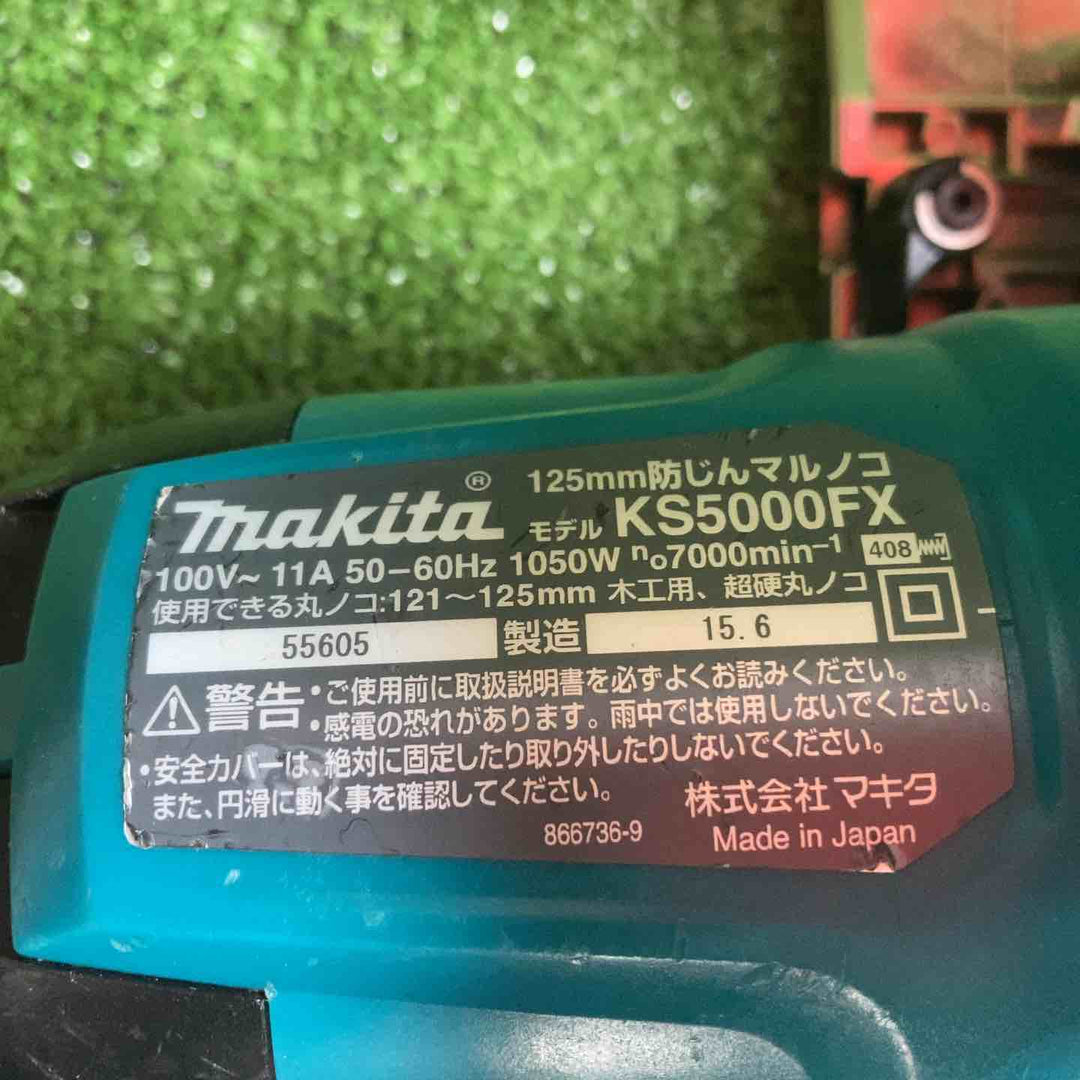 makita® 125mm防じんマルノコ
モデル KS5000FX
100V~ 11A 50-60Hz 1050W n₀7000min⁻¹ 408
使用できる丸ノコ:121～125mm 木工用、超硬丸ノコ
55605 製造 15.6
警告 •ご使用前に取扱説明書を必ずよくお読みください。
•感電の恐れがあります。雨中では使用しないでください。
•安全カバーは、絶対に固定したり取り外したりしないでください。
また、円滑に動く事を確認してください。
株式会社 マキタ
866736-9 Made in Japan